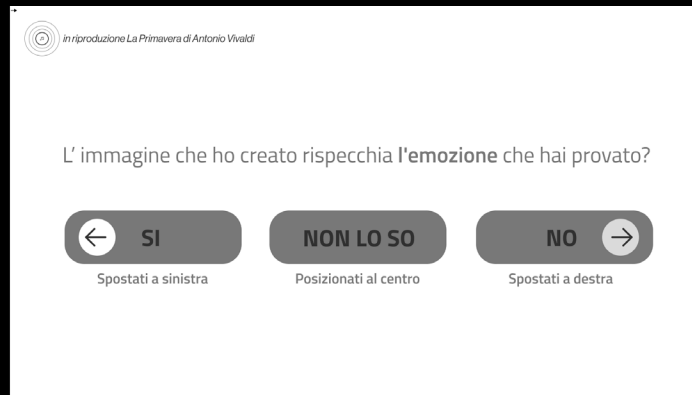 in riproduzione La Primavera di Antonio Vivaldi
L' immagine che ho creato rispecchia l'emozione che hai provato?
SI
NON LO SO
NO
Spostati a sinistra
Posizionati al centro
Spostati a destra